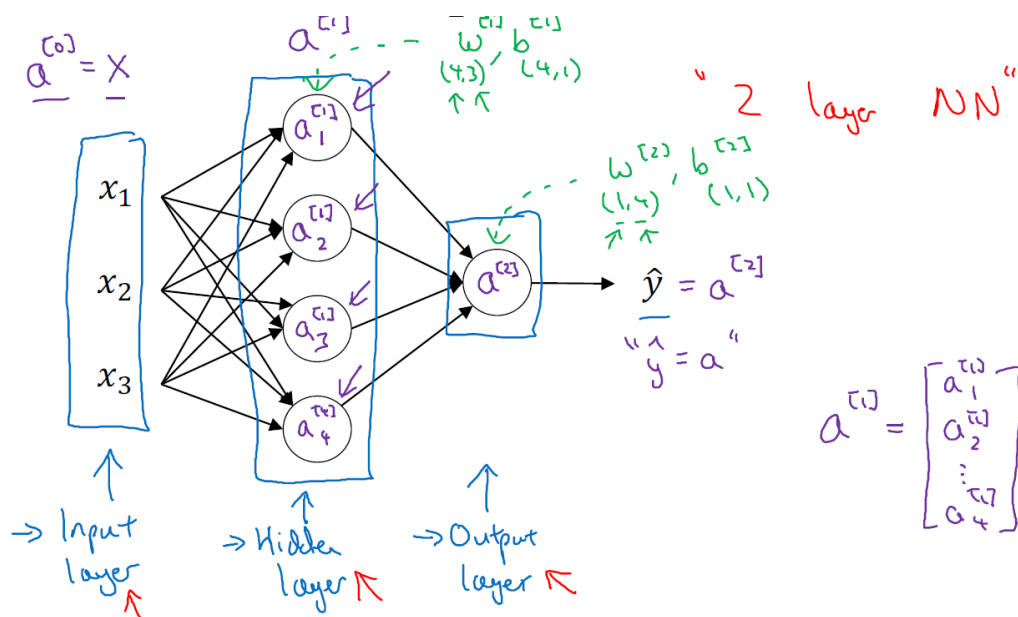 a^[0] = X
a^[1]
w^[1], b^[1]
(4,3) (4,1)
"2 layer NN"
x₁
x₂
x₃
a₁^[1]
a₂^[1]
a₃^[1]
a₄^[4]
w^[2], b^[2]
(1,4) (1,1)
a^[2]
ŷ = a^[2]
"ŷ = a"
a^[1] = [a₁^[1]
a₂^[1]
...
a₄^[1]]
→ Input layer
→ Hidden layer
→ Output layer